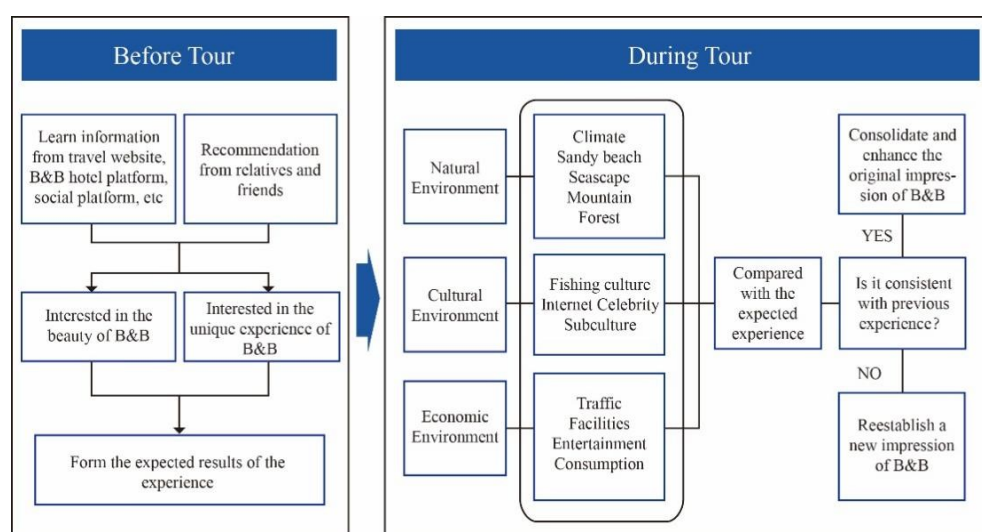 Before Tour
Learn information
from travel website,
B&B hotel platform,
social platform, etc
Recommendation
from relatives and
friends
Interested in the
beauty of B&B
Interested in the
unique experience of
B&B
Form the expected results of the
experience
During Tour
Natural
Environment
Climate
Sandy beach
Seascape
Mountain
Forest
Cultural
Environment
Fishing culture
Internet Celebrity
Subculture
Economic
Environment
Traffic
Facilities
Entertainment
Consumption
Compared
with the
expected
experience
Consolidate and
enhance the
original impres-
sion of B&B
YES
Is it consistent
with previous
experience?
NO
Reestablish a
new impression
of B&B